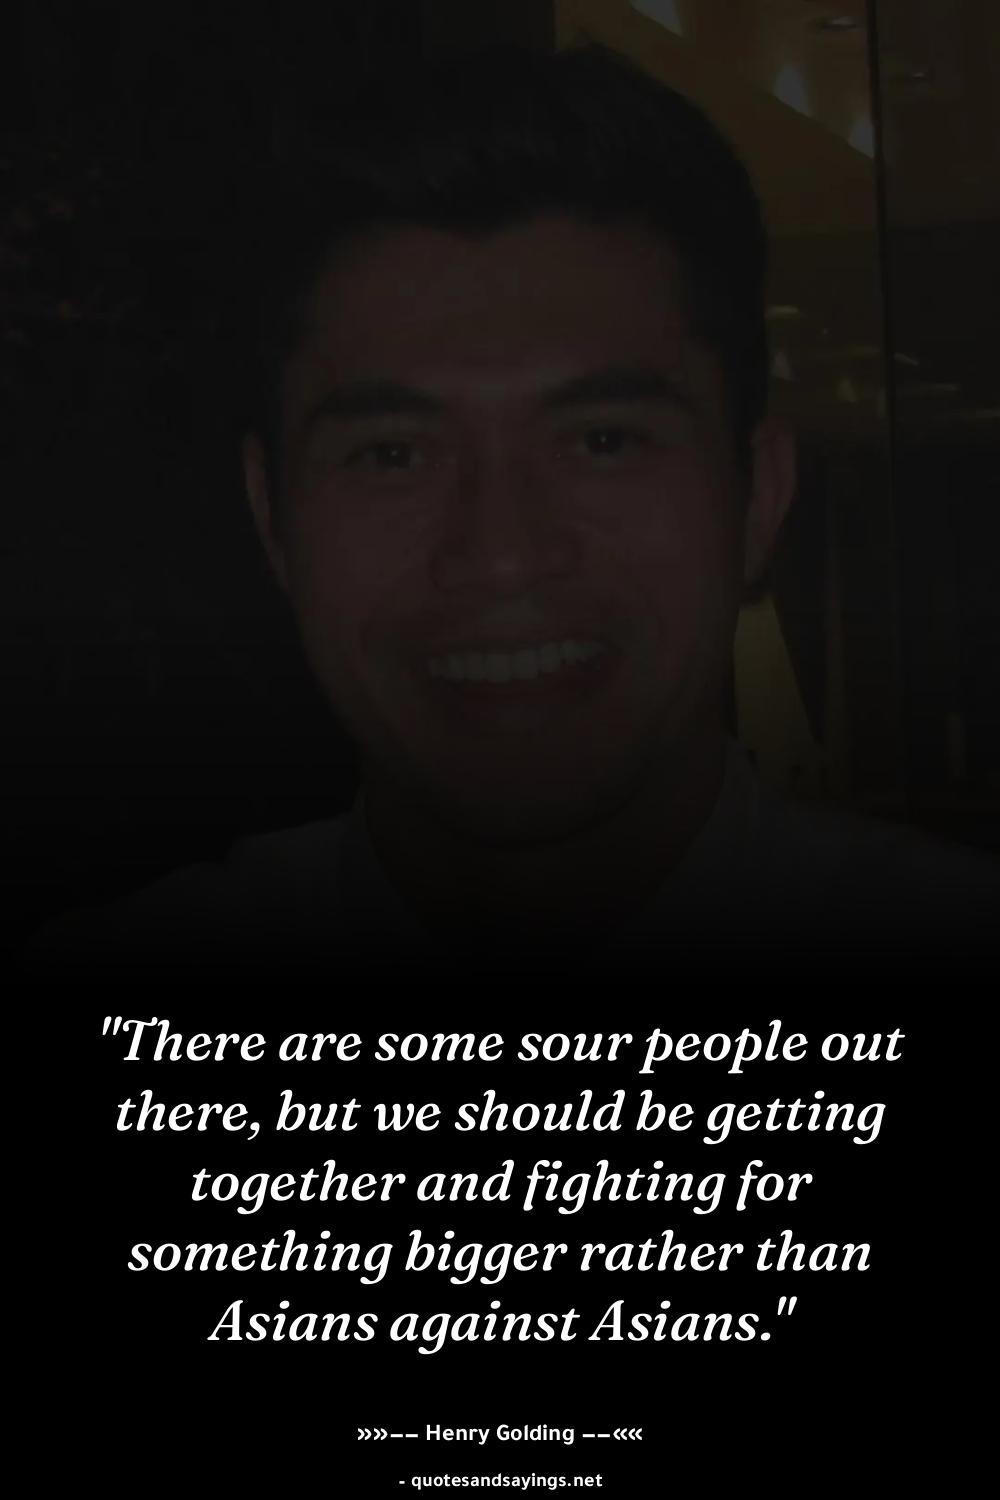 "There are some sour people out
there, but we should be getting
together and fighting for
something bigger rather than
Asians against Asians."
»»−− Henry Golding −−««
- quotesandsayings.net